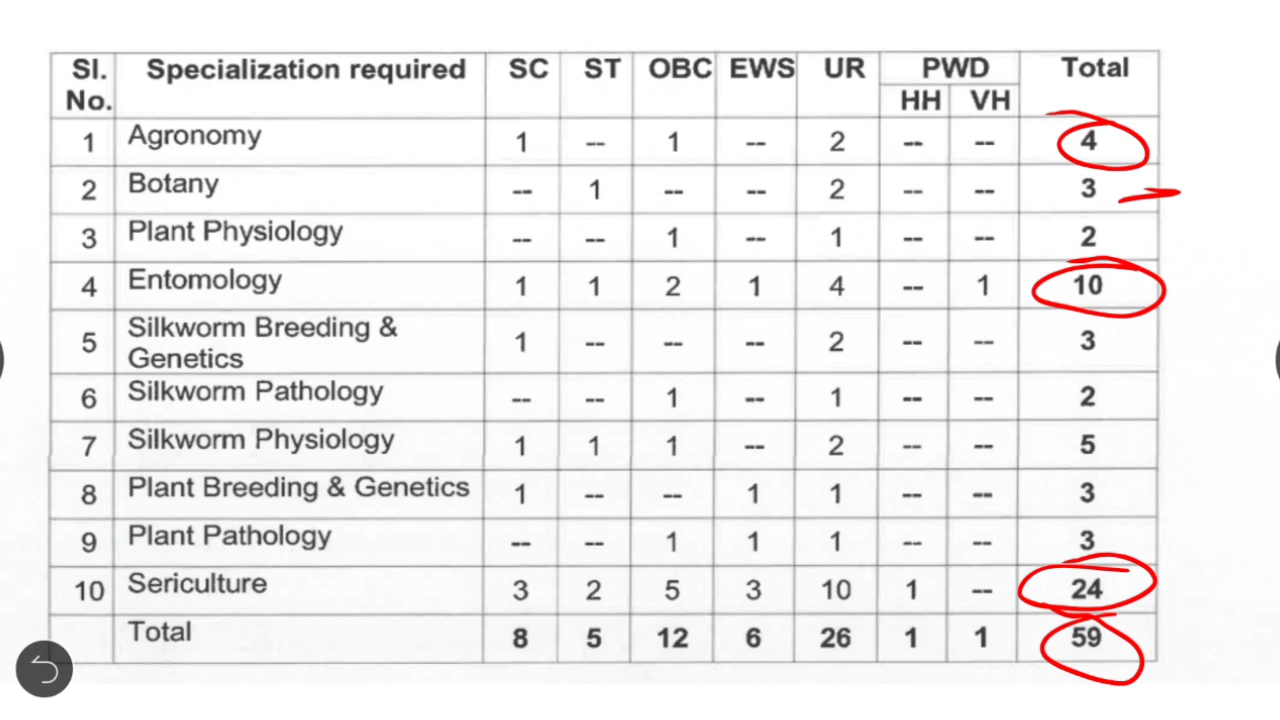 Sl. No. Specialization required SC ST OBC EWS UR PWD Total
HH VH
1 Agronomy 1 -- 1 -- 2 -- -- 4
2 Botany -- 1 -- -- 2 -- -- 3
3 Plant Physiology -- -- 1 -- 1 -- -- 2
4 Entomology 1 1 2 1 4 -- 1 10
5 Silkworm Breeding & Genetics 1 -- -- -- 2 -- -- 3
6 Silkworm Pathology -- -- 1 -- 1 -- -- 2
7 Silkworm Physiology 1 1 1 -- 2 -- -- 5
8 Plant Breeding & Genetics 1 -- -- 1 1 -- -- 3
9 Plant Pathology -- -- 1 1 1 -- -- 3
10 Sericulture 3 2 5 3 10 1 -- 24
Total 8 5 12 6 26 1 1 59